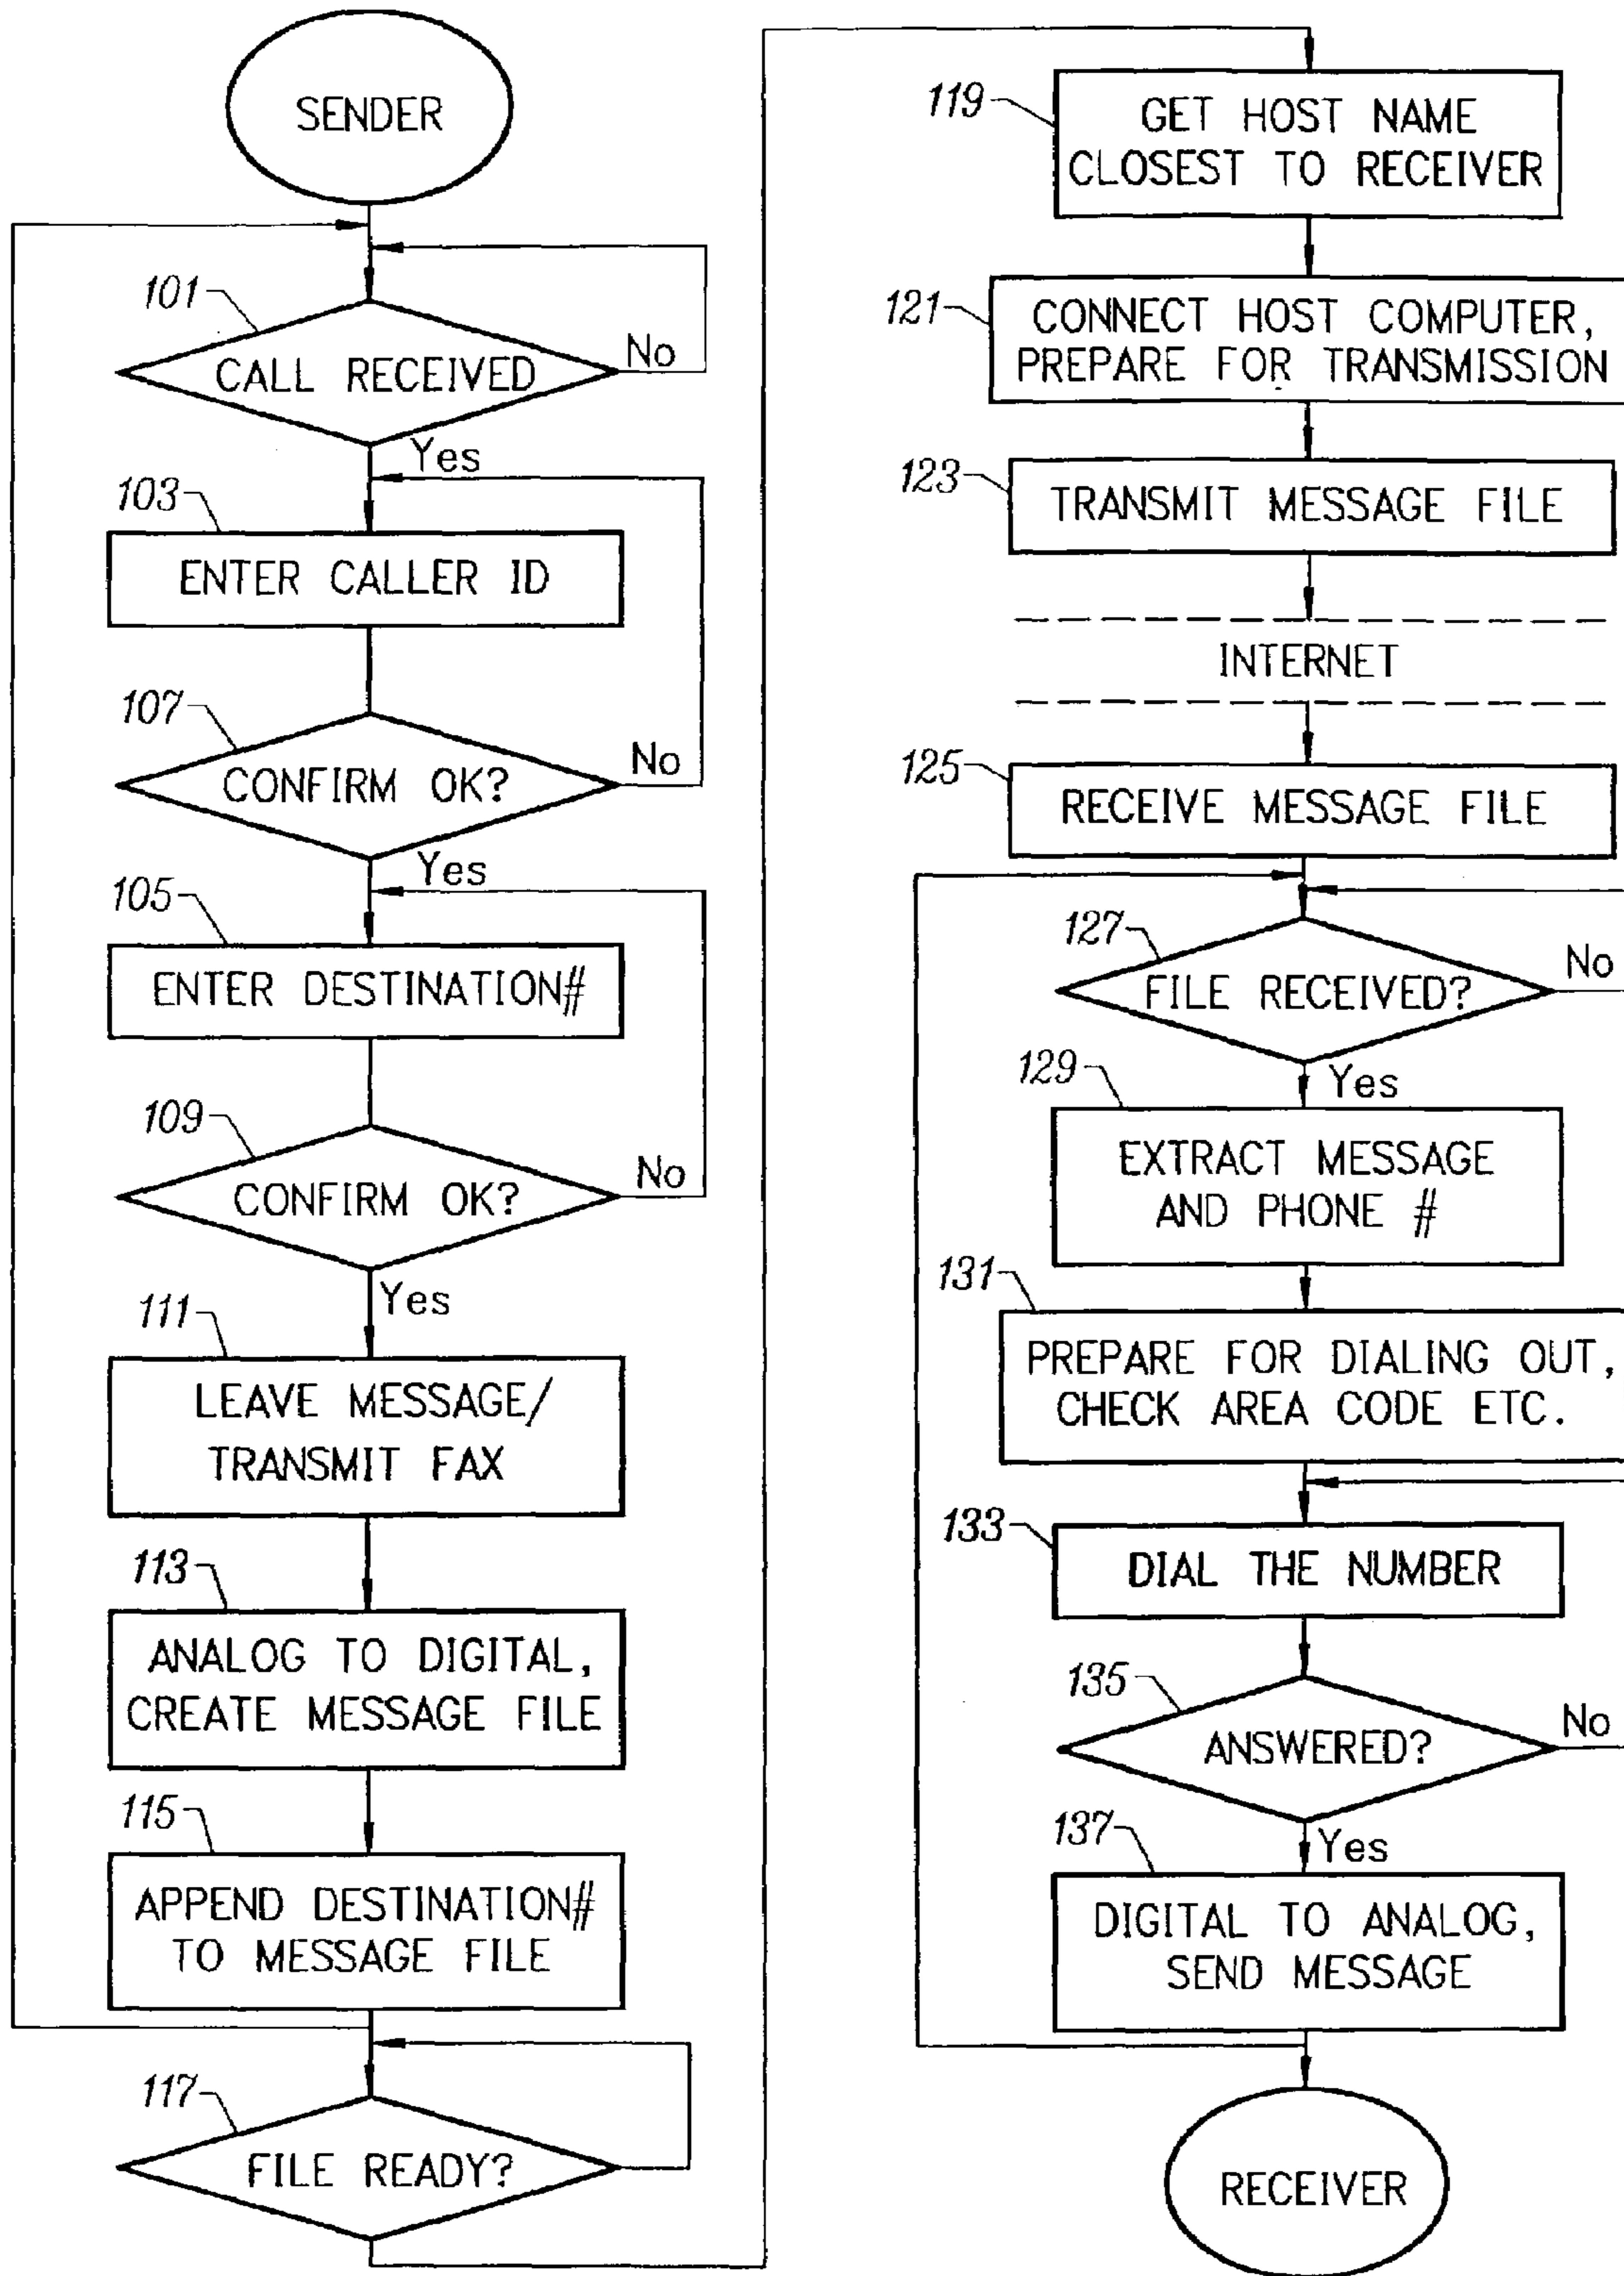 SENDER
101
CALL RECEIVED
No
Yes
103
ENTER CALLER ID
107
CONFIRM OK?
No
Yes
105
ENTER DESTINATION#
109
CONFIRM OK?
No
Yes
111
LEAVE MESSAGE/
TRANSMIT FAX
113
ANALOG TO DIGITAL,
CREATE MESSAGE FILE
115
APPEND DESTINATION#
TO MESSAGE FILE
117
FILE READY?
119
GET HOST NAME
CLOSEST TO RECEIVER
121
CONNECT HOST COMPUTER,
PREPARE FOR TRANSMISSION
123
TRANSMIT MESSAGE FILE
INTERNET
125
RECEIVE MESSAGE FILE
127
FILE RECEIVED?
No
Yes
129
EXTRACT MESSAGE
AND PHONE #
131
PREPARE FOR DIALING OUT,
CHECK AREA CODE ETC.
133
DIAL THE NUMBER
135
ANSWERED?
No
Yes
137
DIGITAL TO ANALOG,
SEND MESSAGE
RECEIVER